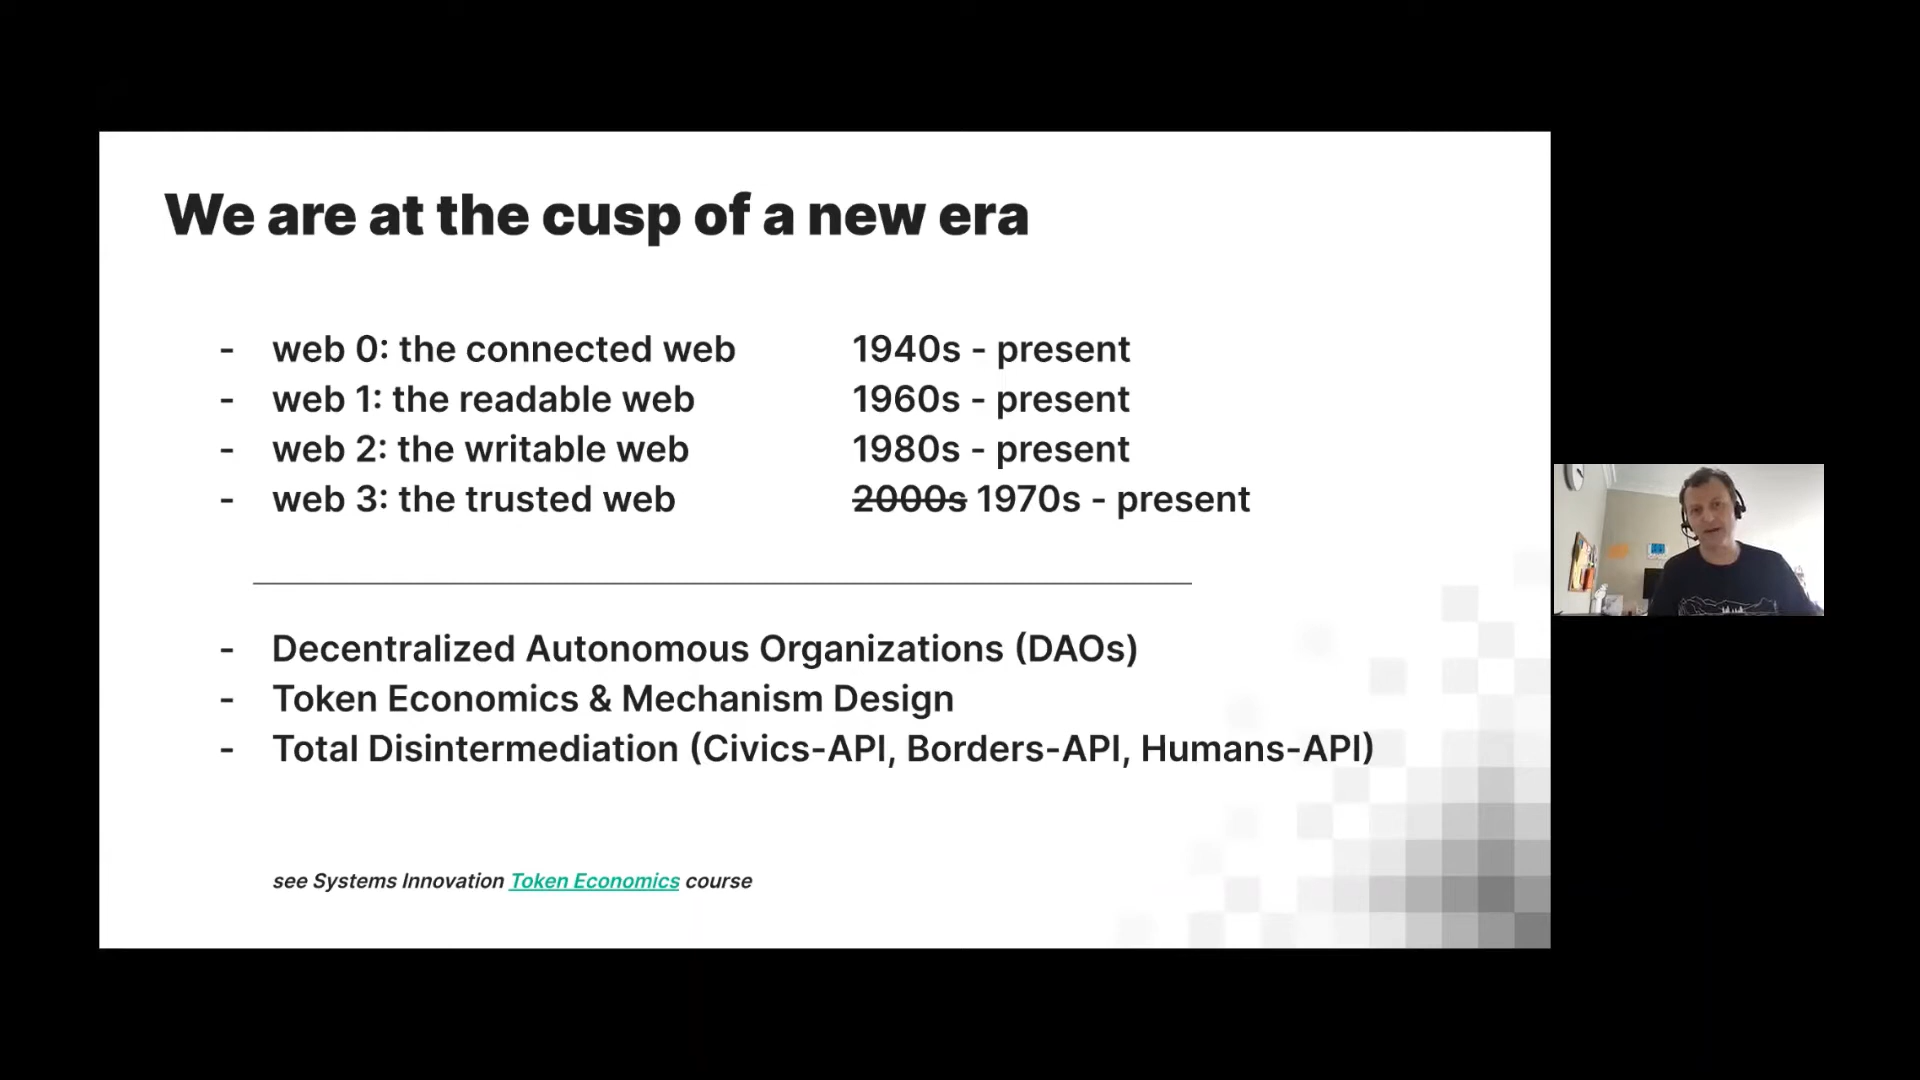 We are at the cusp of a new era
- web 0: the connected web 1940s - present
- web 1: the readable web 1960s - present
- web 2: the writable web 1980s - present
- web 3: the trusted web 2000s 1970s - present
- Decentralized Autonomous Organizations (DAOs)
- Token Economics & Mechanism Design
- Total Disintermediation (Civics-API, Borders-API, Humans-API)
see Systems Innovation Token Economics course